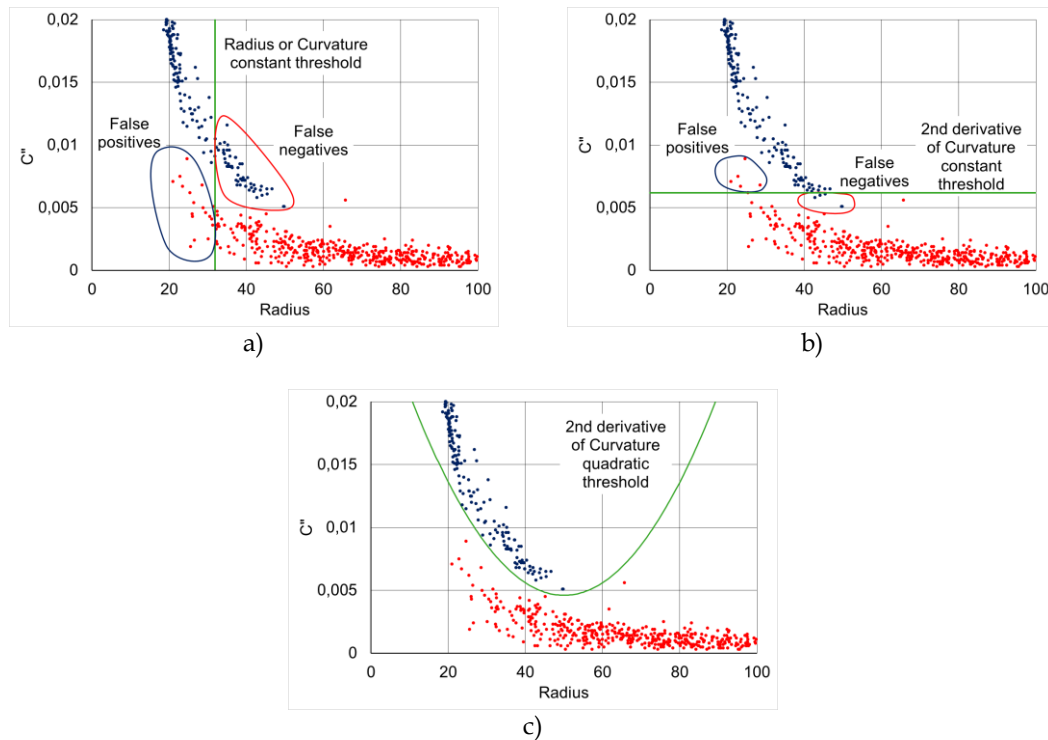 0,02
0,015
0,01
0,005
0
C"
Radius or Curvature
constant threshold
False
positives
False
negatives
0 20 40 60 80 100
Radius
a)
0,02
0,015
0,01
0,005
0
C"
False
positives
2nd derivative
of Curvature
constant
threshold
False
negatives
0 20 40 60 80 100
Radius
b)
0,02
0,015
0,01
0,005
0
C"
2nd derivative
of Curvature
quadratic
threshold
0 20 40 60 80 100
Radius
c)